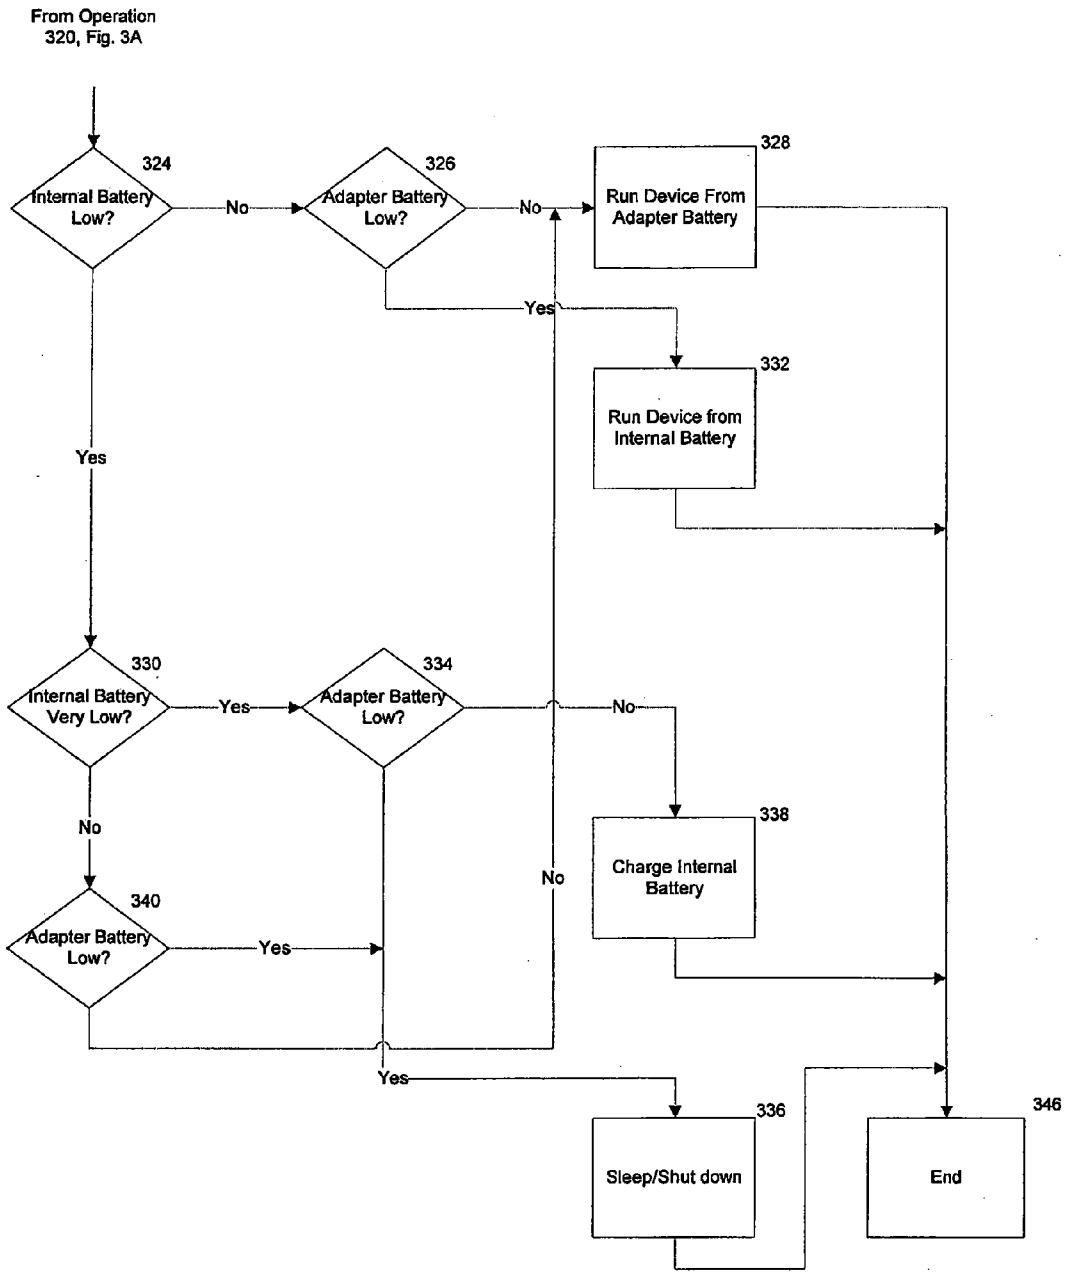 From Operation
320, Fig. 3A
324
Internal Battery
Low?
No
326
Adapter Battery
Low?
No
328
Run Device From
Adapter Battery
Yes
332
Run Device from
Internal Battery
Yes
330
Internal Battery
Very Low?
Yes
334
Adapter Battery
Low?
No
338
Charge Internal
Battery
No
No
340
Adapter Battery
Low?
Yes
Yes
336
Sleep/Shut down
346
End